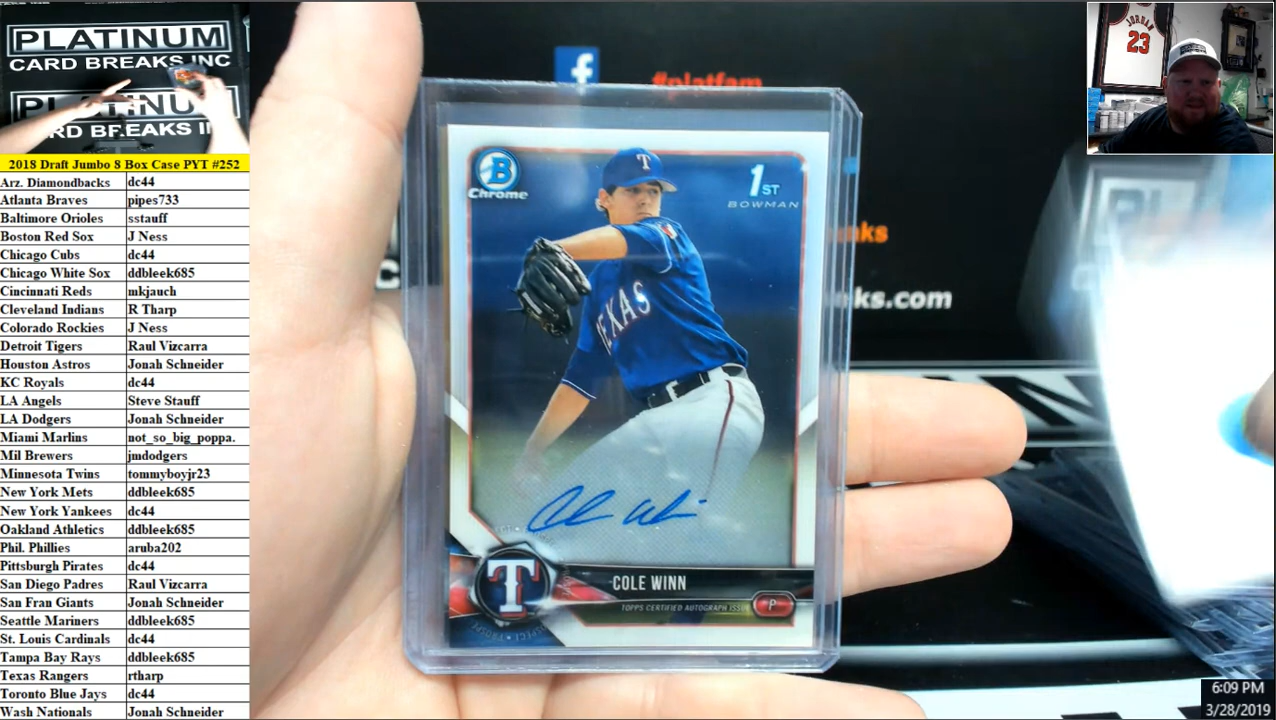 PLATINUM
CARD BREAKS INC
PLATINU
RD BREAKS IN
2018 Draft Jumbo 8 Box Case PYT #252
Arz. Diamondbacks dc44
Atlanta Braves pipes733
Baltimore Orioles sstauff
Boston Red Sox J Ness
Chicago Cubs dc44
Chicago White Sox ddbleek685
Cincinnati Reds mkjauch
Cleveland Indians R Tharp
Colorado Rockies J Ness
Detroit Tigers Raul Vizcarra
Houston Astros Jonah Schneider
KC Royals dc44
LA Angels Steve Stauff
LA Dodgers Jonah Schneider
Miami Marlins not_so_big_poppa.
Mil Brewers jmdodgers
Minnesota Twins tommyboyjr23
New York Mets ddbleek685
New York Yankees dc44
Oakland Athletics ddbleek685
Phil. Phillies aruba202
Pittsburgh Pirates dc44
San Diego Padres Raul Vizcarra
San Fran Giants Jonah Schneider
Seattle Mariners ddbleek685
St. Louis Cardinals dc44
Tampa Bay Rays ddbleek685
Texas Rangers rtharp
Toronto Blue Jays dc44
Wash Nationals Jonah Schneider
f
#platfam
aks
ks.com
B
Chrome
1ST
BOWMAN
T
TEXAS
T
COLE WINN
TOPPS CERTIFIED AUTOGRAPH ISSUE
P
JORDAN
23
6:09 PM
3/28/2019